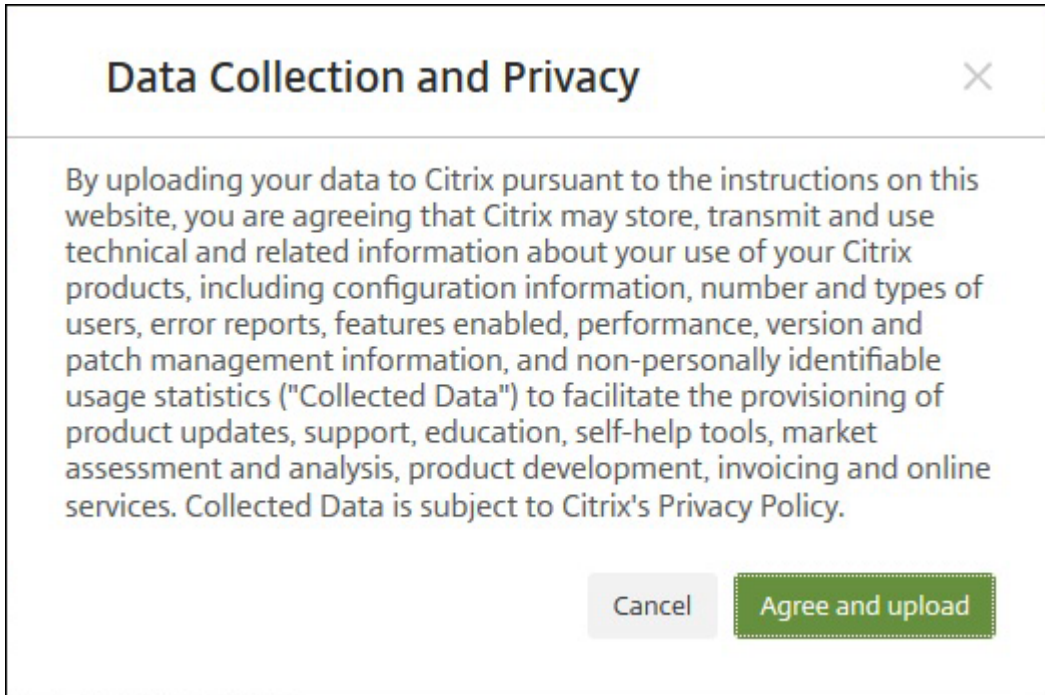 Data Collection and Privacy
By uploading your data to Citrix pursuant to the instructions on this
website, you are agreeing that Citrix may store, transmit and use
technical and related information about your use of your Citrix
products, including configuration information, number and types of
users, error reports, features enabled, performance, version and
patch management information, and non-personally identifiable
usage statistics ("Collected Data") to facilitate the provisioning of
product updates, support, education, self-help tools, market
assessment and analysis, product development, invoicing and online
services. Collected Data is subject to Citrix's Privacy Policy.
Cancel
Agree and upload